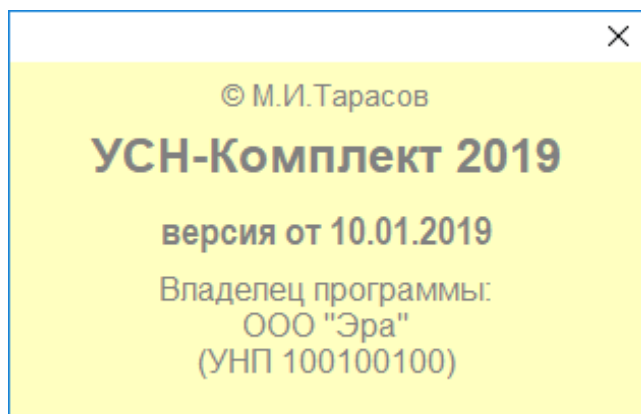 © М.И.Тарасов
УСН-Комплект 2019
версия от 10.01.2019
Владелец программы:
ООО "Эра"
(УНП 100100100)